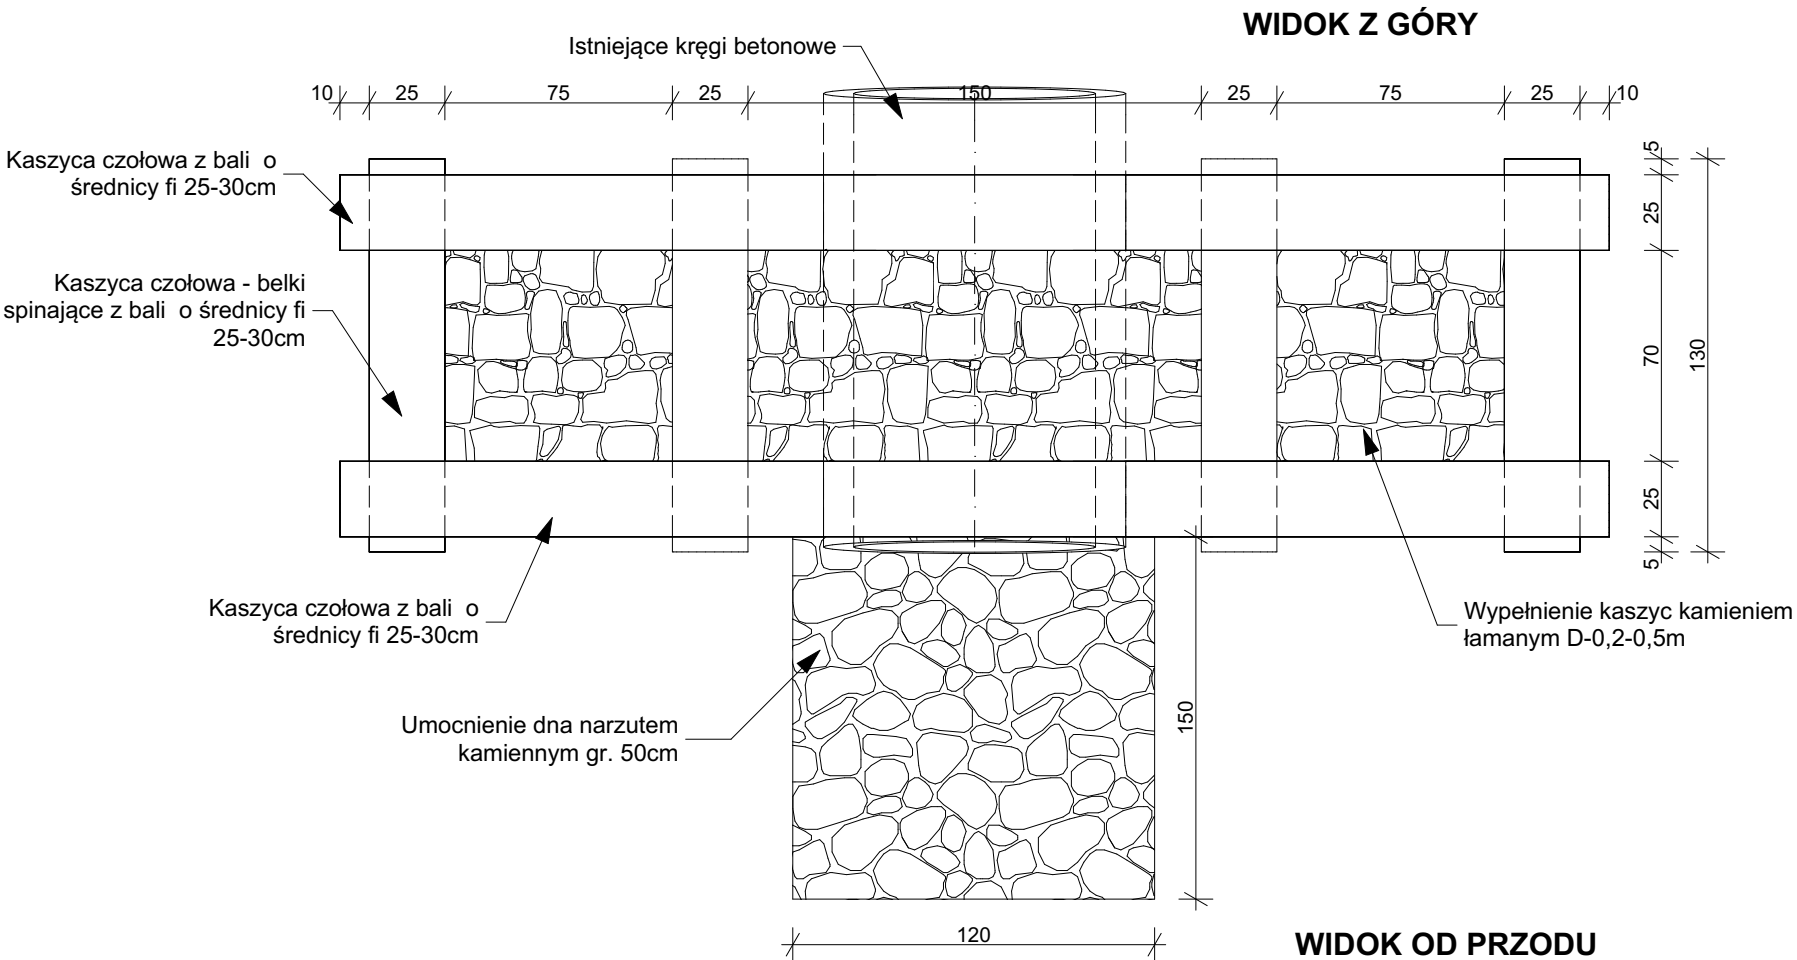 WIDOK Z GÓRY
Istniejące kręgi betonowe
10 25 75 25 150 25 75 25 10
Kaszyca czołowa z bali o
średnicy fi 25-30cm
Kaszyca czołowa - belki
spinające z bali o średnicy fi
25-30cm
5
25
70
130
25
5
Kaszyca czołowa z bali o
średnicy fi 25-30cm
Wypełnienie kaszyc kamieniem
łamanym D-0,2-0,5m
Umocnienie dna narzutem
kamiennym gr. 50cm
150
120
WIDOK OD PRZODU